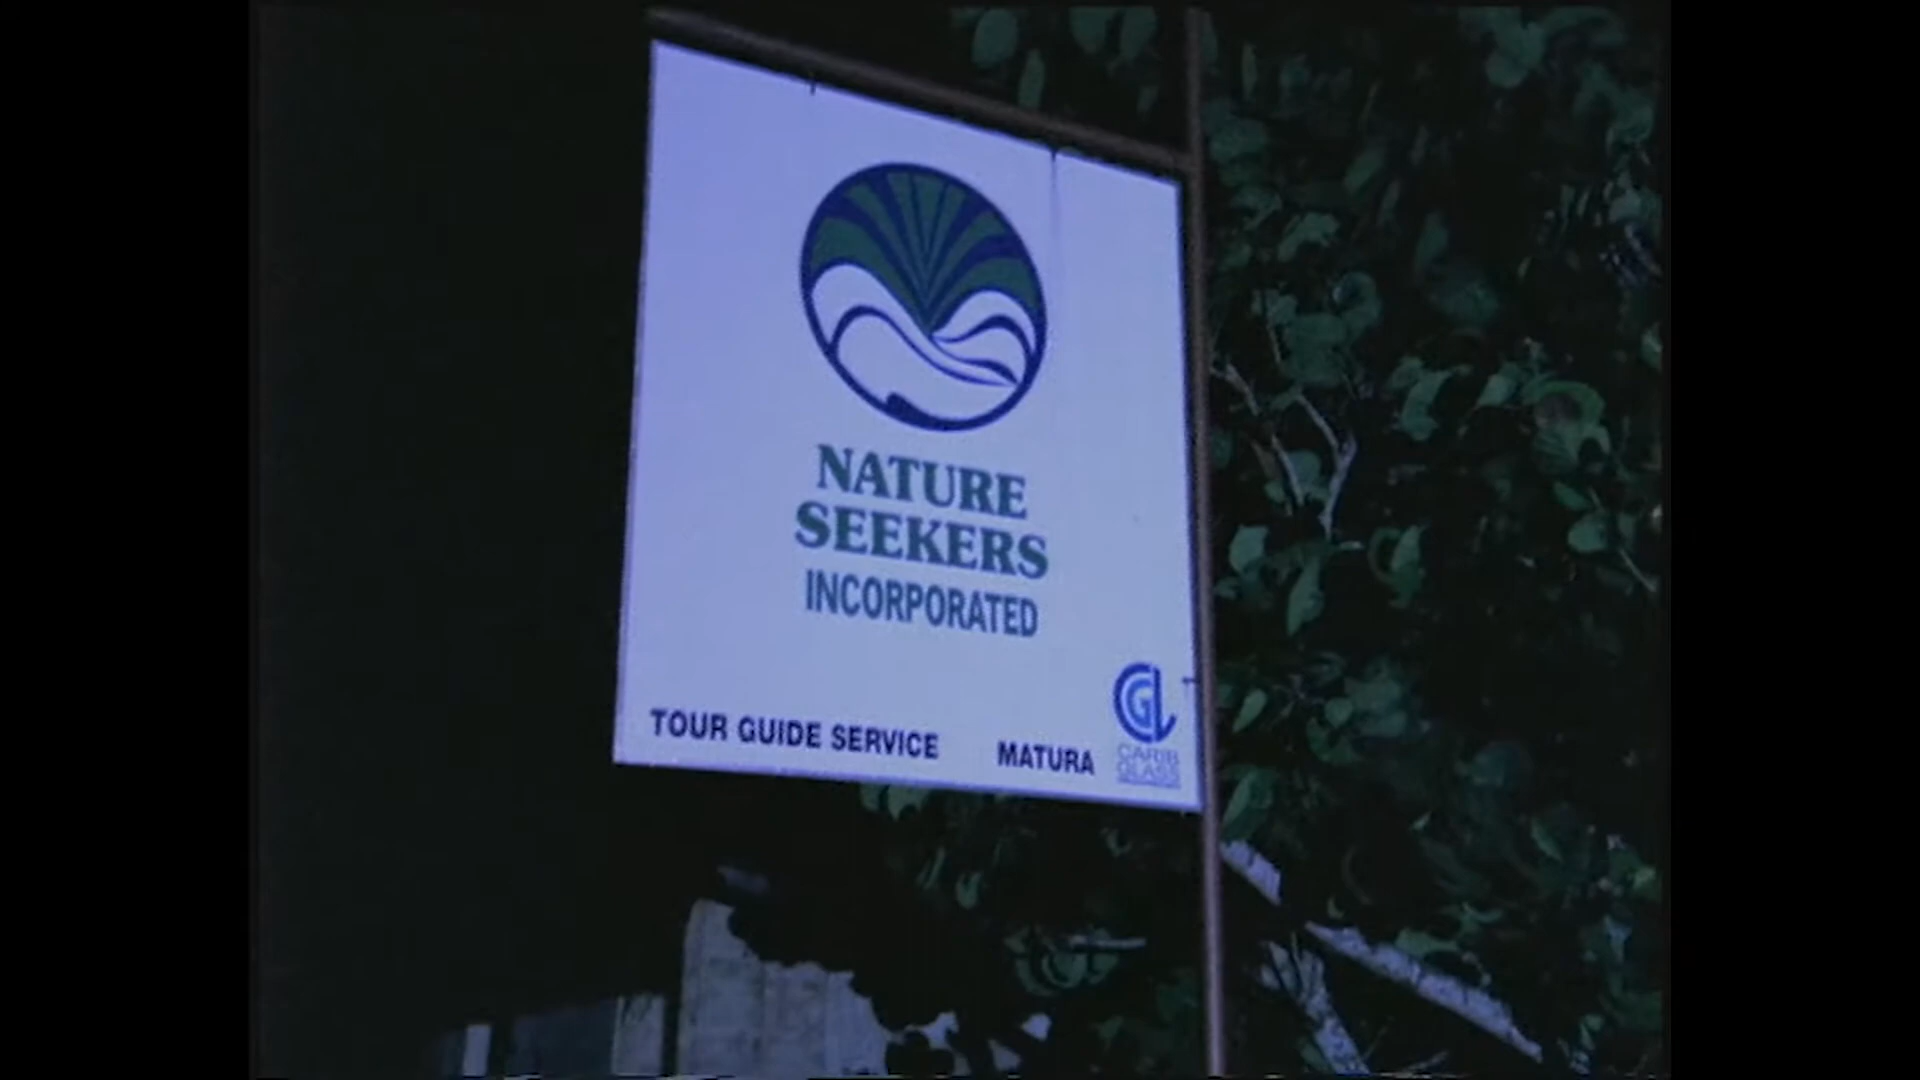 NATURE
SEEKERS
INCORPORATED
TOUR GUIDE SERVICE MATURA
CGL
CARIB
GLASS